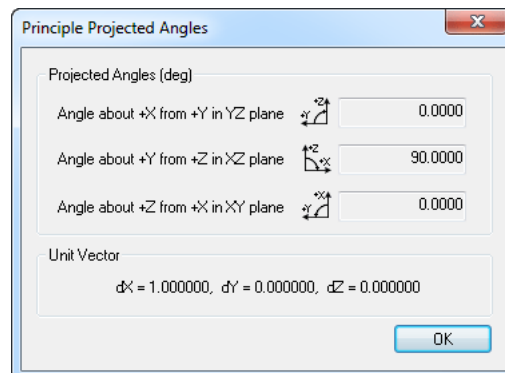 Principle Projected Angles
Projected Angles (deg)
Angle about +X from +Y in YZ plane +Z +Y 0.0000
Angle about +Y from +Z in XZ plane +Z +X 90.0000
Angle about +Z from +X in XY plane +X +Y 0.0000
Unit Vector
dX = 1.000000, dY = 0.000000, dZ = 0.000000
OK